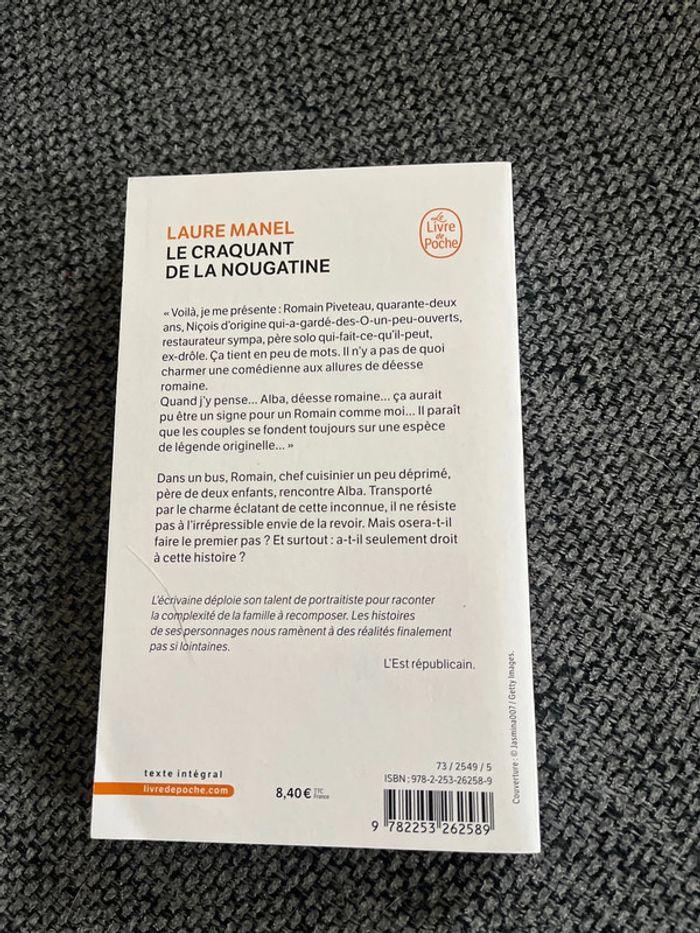 LAURE MANEL
LE CRAQUANT
DE LA NOUGATINE
Le
Livre
de
Poche
« Voilà, je me présente : Romain Piveteau, quarante-deux
ans, Niçois d'origine qui-a-gardé-des-O-un-peu-ouverts,
restaurateur sympa, père solo qui-fait-ce-qu'il-peut,
ex-drôle. Ça tient en peu de mots. Il n'y a pas de quoi
charmer une comédienne aux allures de déesse
romaine.
Quand j'y pense... Alba, déesse romaine... ça aurait
pu être un signe pour un Romain comme moi... Il paraît
que les couples se fondent toujours sur une espèce
de légende originelle... »
Dans un bus, Romain, chef cuisinier un peu déprimé,
père de deux enfants, rencontre Alba. Transporté
par le charme éclatant de cette inconnue, il ne résiste
pas à l'irrépressible envie de la revoir. Mais osera-t-il
faire le premier pas ? Et surtout : a-t-il seulement droit
à cette histoire ?
L'écrivaine déploie son talent de portraitiste pour raconter
la complexité de la famille à recomposer. Les histoires
de ses personnages nous ramènent à des réalités finalement
pas si lointaines.
L'Est républicain.
Couverture : © Jasmina007 / Getty Images.
texte intégral
livredepoche.com
8,40 € TTC
France
73 / 2549 / 5
ISBN : 978-2-253-26258-9
9 782253 262589